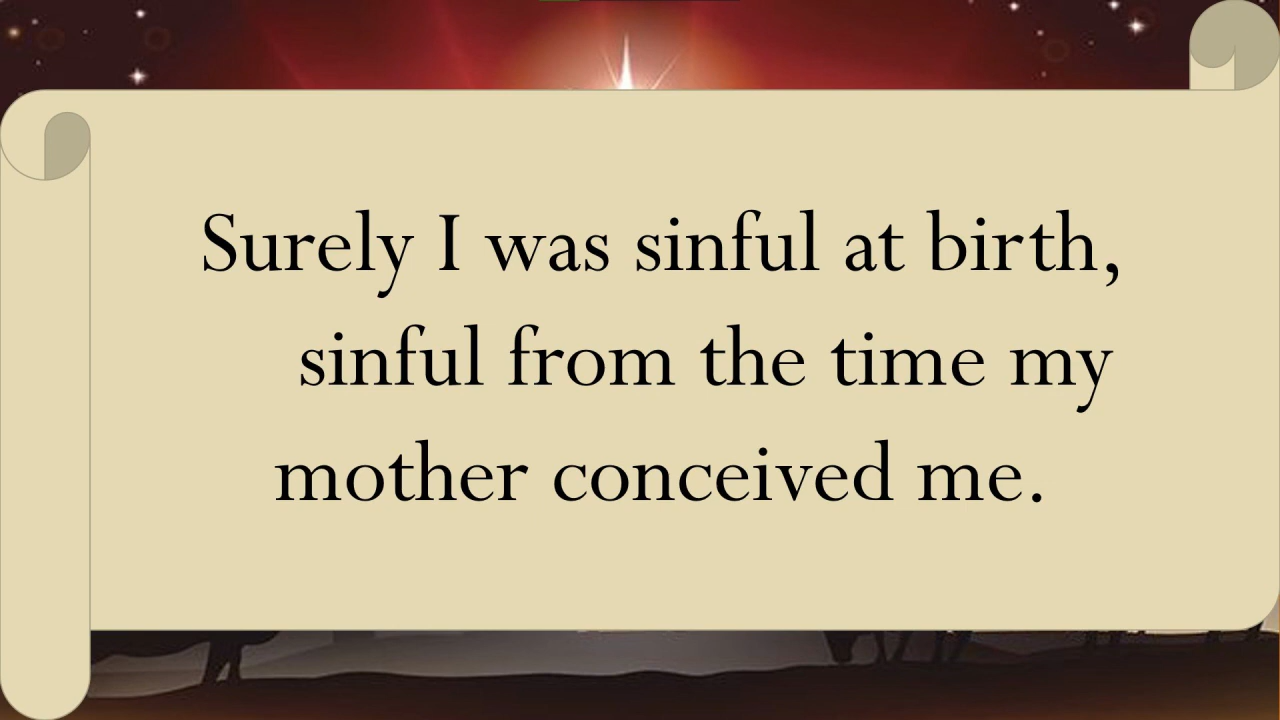 Surely I was sinful at birth,
sinful from the time my
mother conceived me.